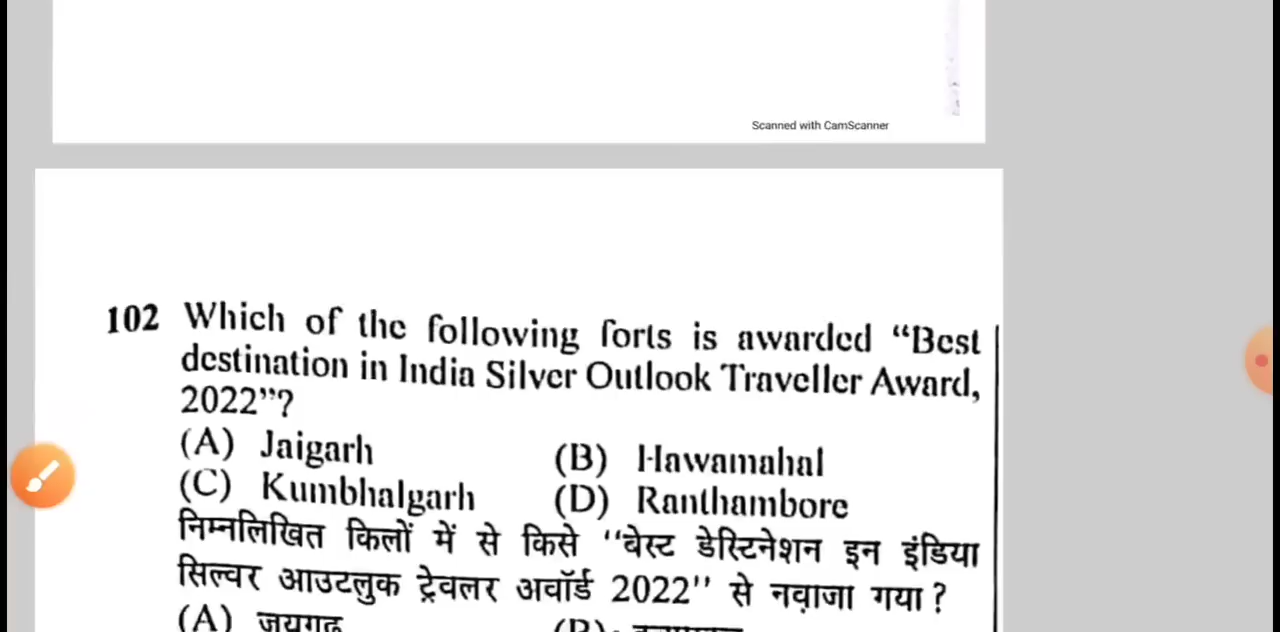 Scanned with CamScanner
102 Which of the following forts is awarded “Best
destination in India Silver Outlook Traveller Award,
2022”?
(A) Jaigarh (B) Hawamahal
(C) Kumbhalgarh (D) Ranthambore
निम्नलिखित किलों में से किसे ‘‘बेस्ट डेस्टिनेशन इन इंडिया
सिल्वर आउटलुक ट्रेवलर अवॉर्ड 2022’’ से नव़ाजा गया ?
(A) जयगढ़ (B)